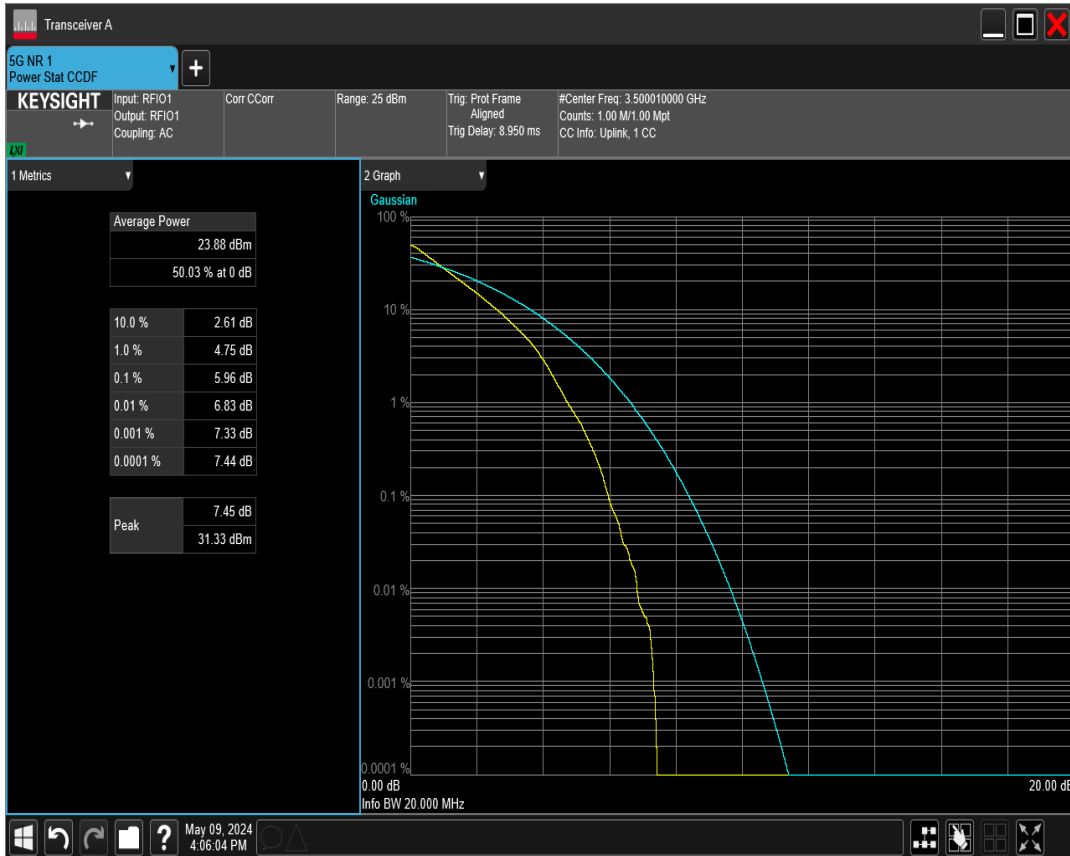 Transceiver A
5G NR 1
Power Stat CCDF
KEYSIGHT
LXI
Input: RFIO1
Output: RFIO1
Coupling: AC
Corr CCorr
Range: 25 dBm
Trig: Prot Frame
Aligned
Trig Delay: 8.950 ms
#Center Freq: 3.500010000 GHz
Counts: 1.00 M/1.00 Mpt
CC Info: Uplink, 1 CC
1 Metrics
Average Power
23.88 dBm
50.03 % at 0 dB
10.0 % 2.61 dB
1.0 % 4.75 dB
0.1 % 5.96 dB
0.01 % 6.83 dB
0.001 % 7.33 dB
0.0001 % 7.44 dB
Peak
7.45 dB
31.33 dBm
2 Graph
Gaussian
100 %
10 %
1 %
0.1 %
0.01 %
0.001 %
0.0001 %
0.00 dB 20.00 dB
Info BW 20.000 MHz
? May 09, 2024
4:06:04 PM